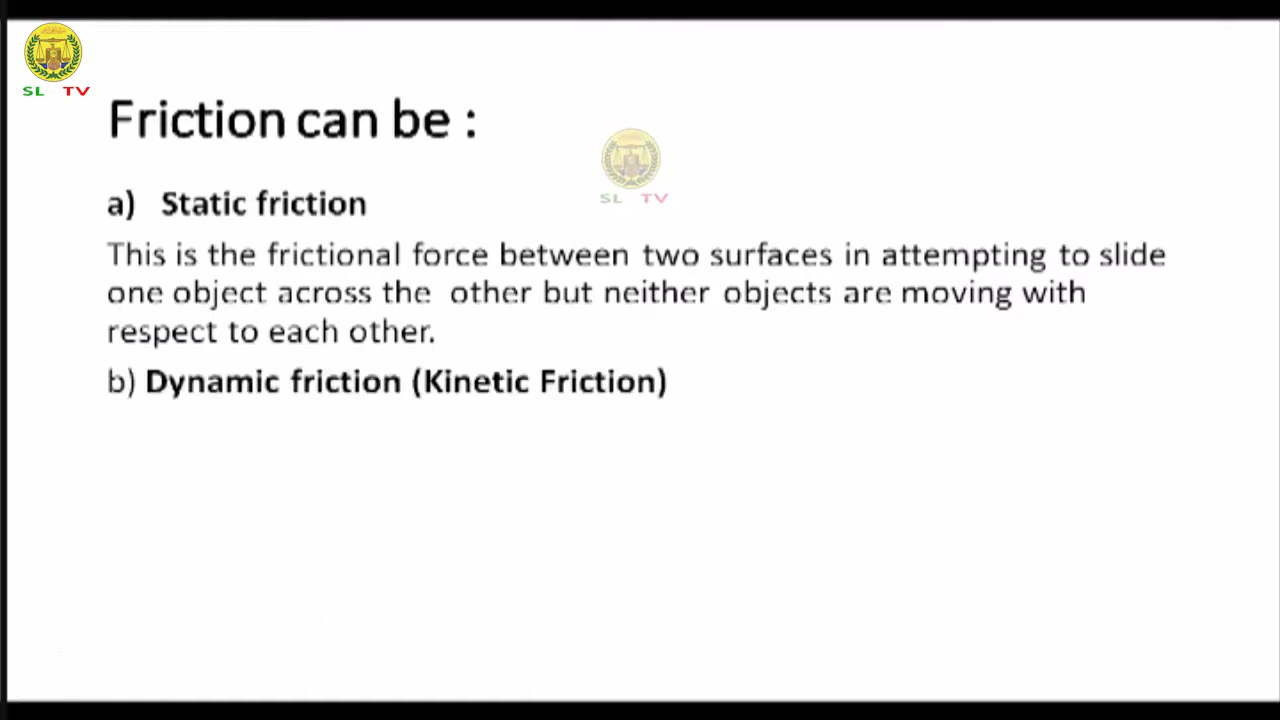 SL TV
Friction can be :
SL TV
a) Static friction
This is the frictional force between two surfaces in attempting to slide
one object across the other but neither objects are moving with
respect to each other.
b) Dynamic friction (Kinetic Friction)